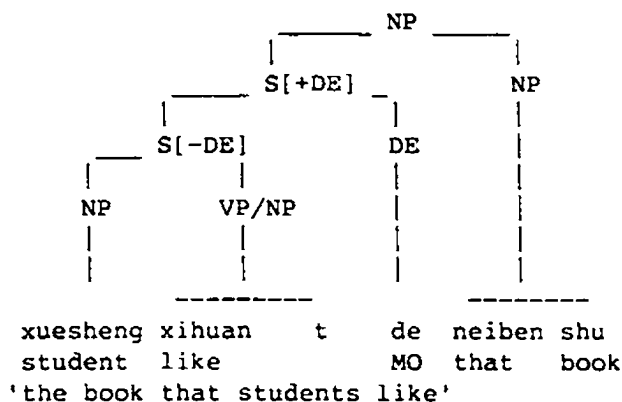 NP
S[+DE] NP
S[-DE] DE
NP VP/NP
xuesheng xihuan t de neiben shu
student like MO that book
'the book that students like'